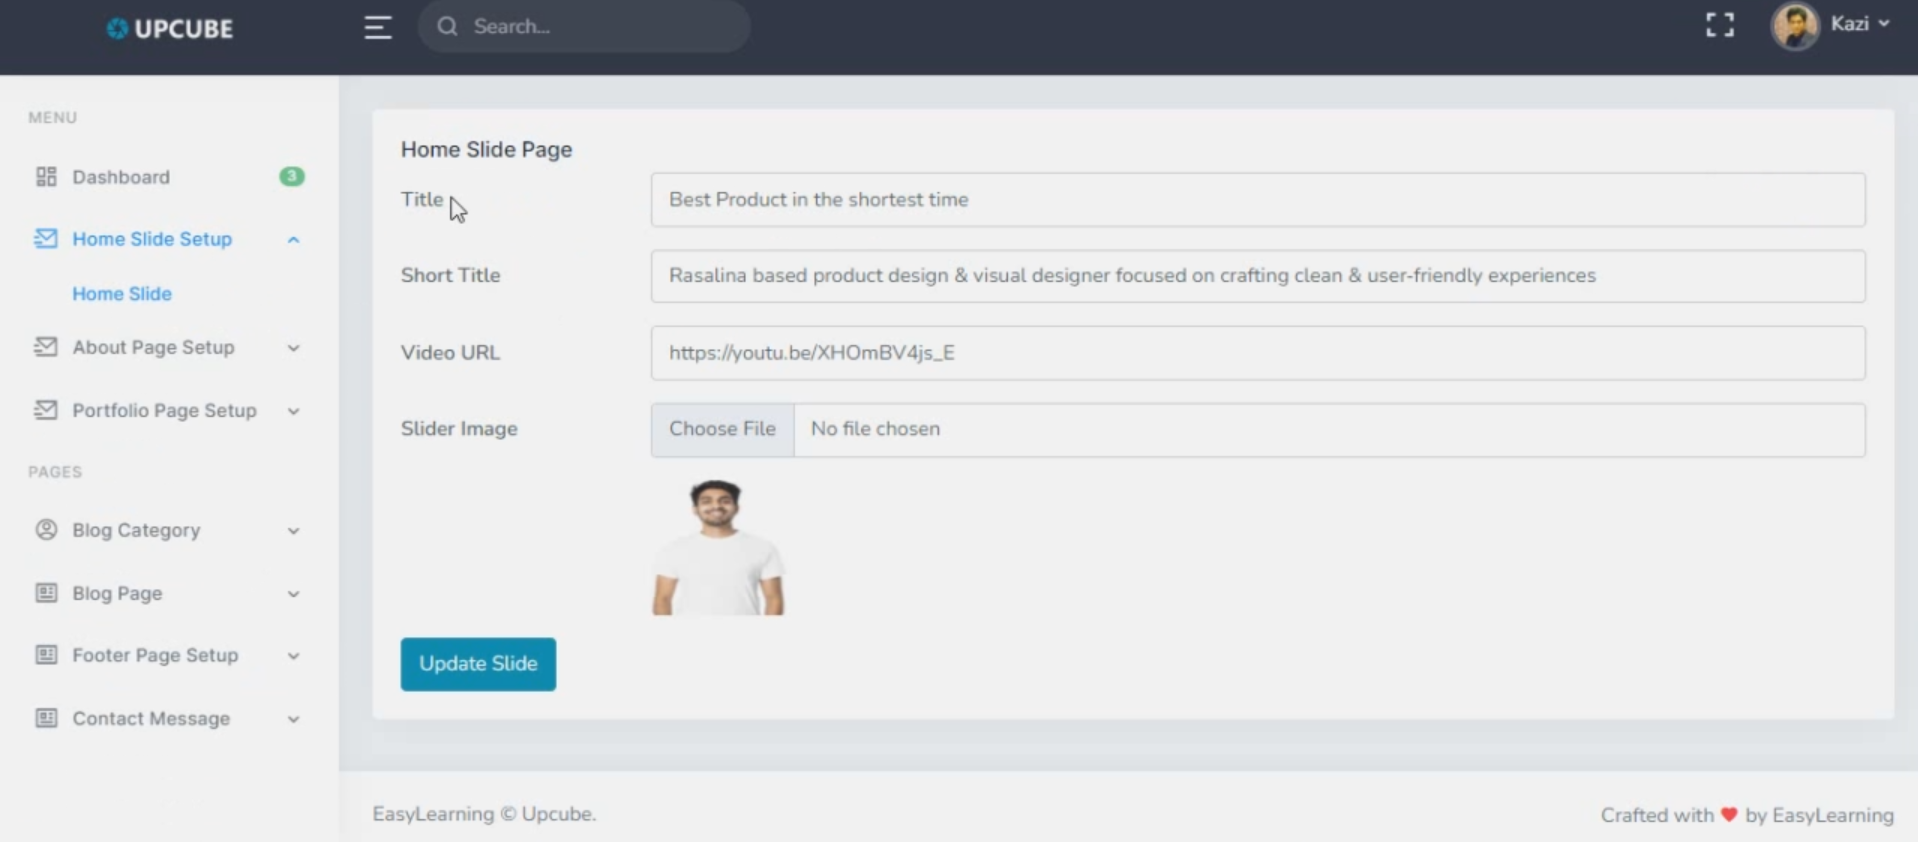 UPCUBE
Search...
Kazi
MENU
Dashboard
3
Home Slide Setup
Home Slide
About Page Setup
Portfolio Page Setup
PAGES
Blog Category
Blog Page
Footer Page Setup
Contact Message
Home Slide Page
Title
Best Product in the shortest time
Short Title
Rasalina based product design & visual designer focused on crafting clean & user-friendly experiences
Video URL
https://youtu.be/XHOmBV4js_E
Slider Image
Choose File No file chosen
Update Slide
EasyLearning © Upcube.
Crafted with ♥ by EasyLearning